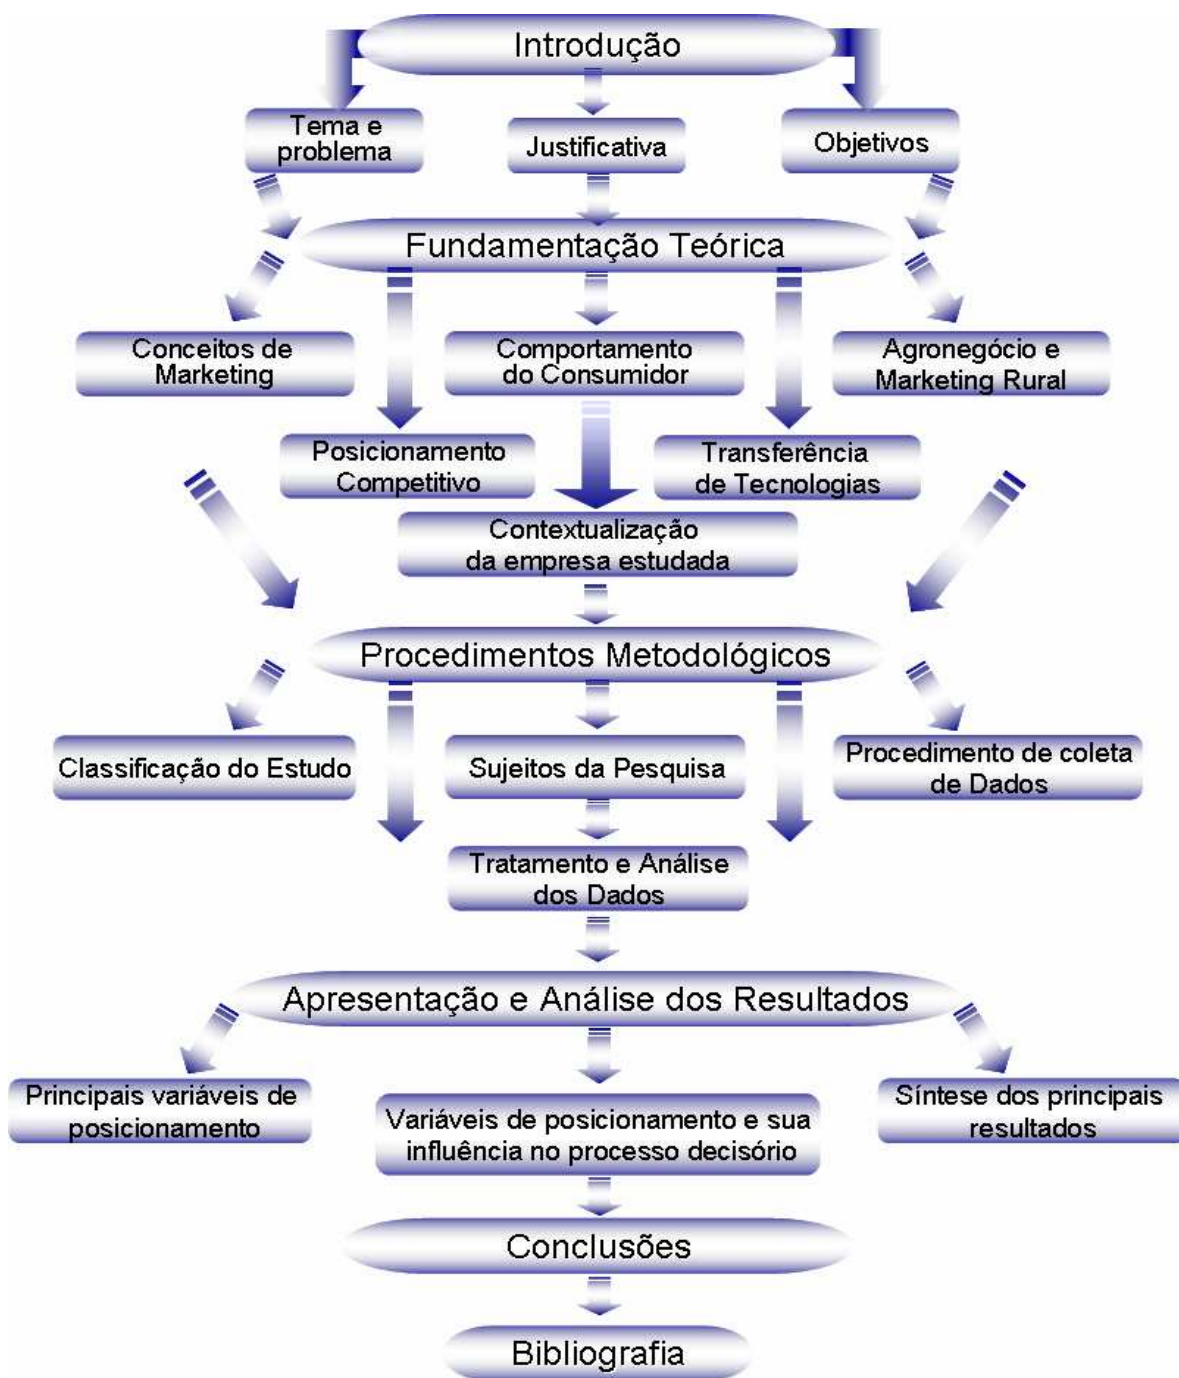 Introdução
Tema e
problema
Justificativa
Objetivos
Fundamentação Teórica
Conceitos de
Marketing
Comportamento
do Consumidor
Agronegócio e
Marketing Rural
Posicionamento
Competitivo
Transferência
de Tecnologias
Contextualização
da empresa estudada
Procedimentos Metodológicos
Classificação do Estudo
Sujeitos da Pesquisa
Procedimento de coleta
de Dados
Tratamento e Análise
dos Dados
Apresentação e Análise dos Resultados
Principais variáveis de
posicionamento
Variáveis de posicionamento e sua
influência no processo decisório
Síntese dos principais
resultados
Conclusões
Bibliografia